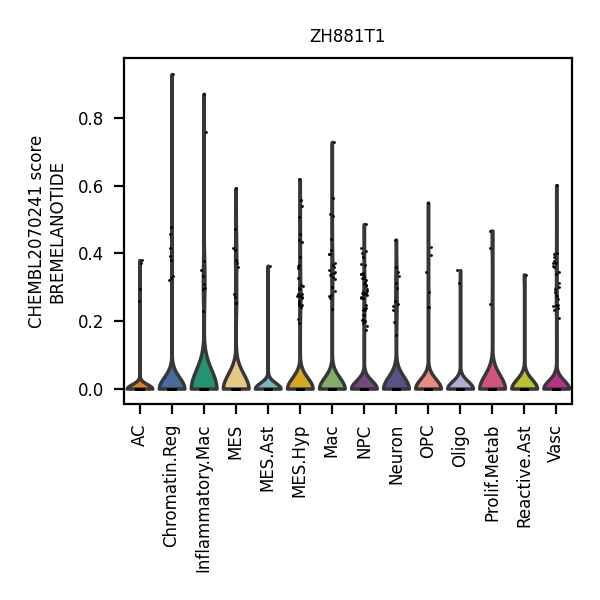 ZH881T1
CHEMBL2070241 score
BREMELANOTIDE
0.8
0.6
0.4
0.2
0.0
AC
Chromatin.Reg
Inflammatory.Mac
MES
MES.Ast
MES.Hyp
Mac
NPC
Neuron
OPC
Oligo
Prolif.Metab
Reactive.Ast
Vasc